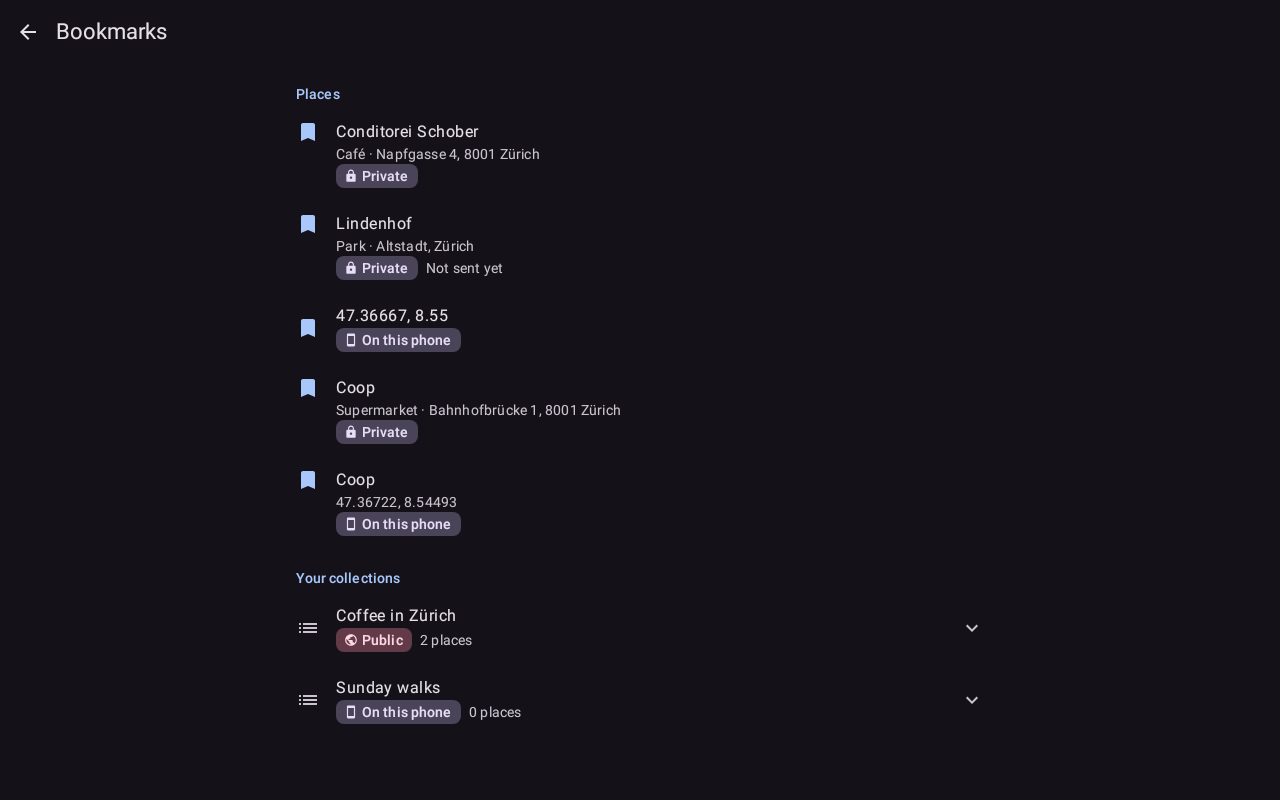 Bookmarks
Places
Conditorei Schober
Café · Napfgasse 4, 8001 Zürich
Private
Lindenhof
Park · Altstadt, Zürich
Private Not sent yet
47.36667, 8.55
On this phone
Coop
Supermarket · Bahnhofbrücke 1, 8001 Zürich
Private
Coop
47.36722, 8.54493
On this phone
Your collections
Coffee in Zürich
Public 2 places
Sunday walks
On this phone 0 places